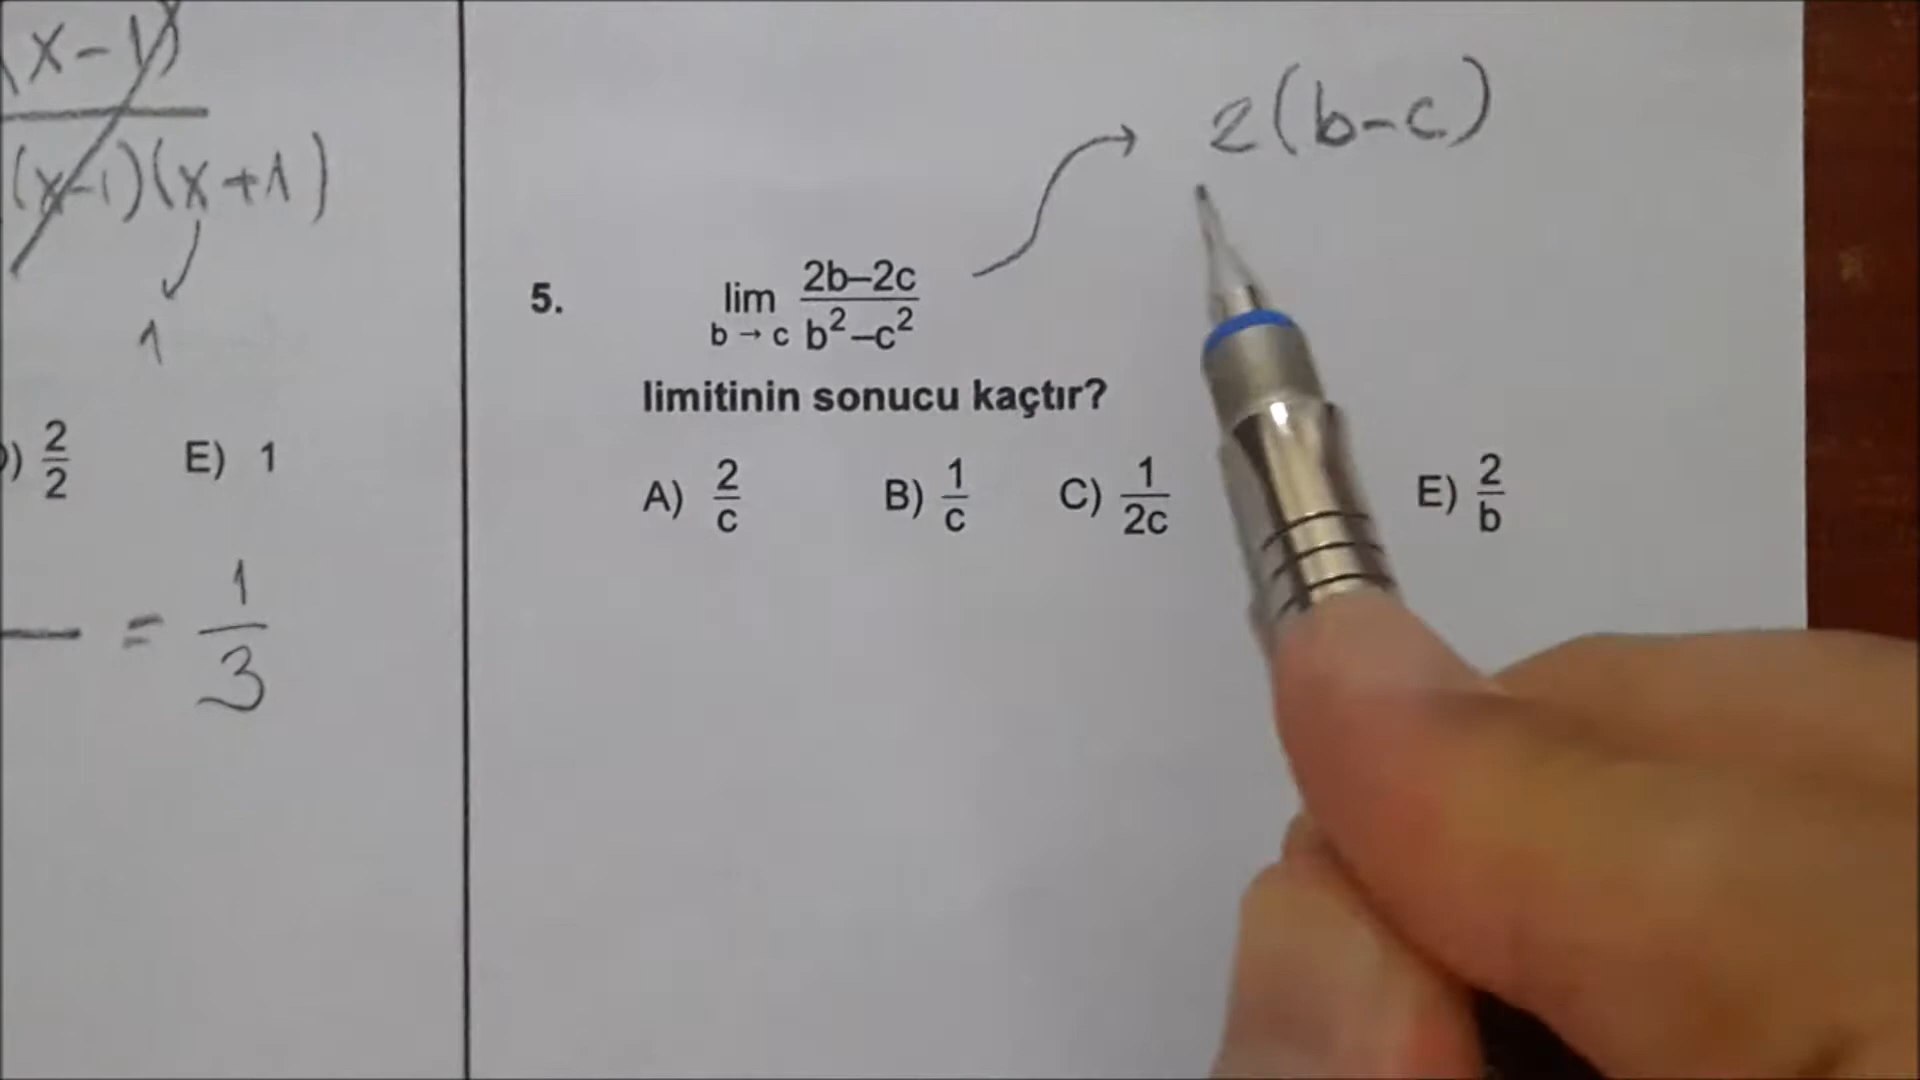 (x-1)
(x-1)(x+1)
1
2/2 E) 1
= 1/3
2(b-c)
5. lim b→c (2b–2c)/(b²–c²)
limitinin sonucu kaçtır?
A) 2/c B) 1/c C) 1/2c E) 2/b